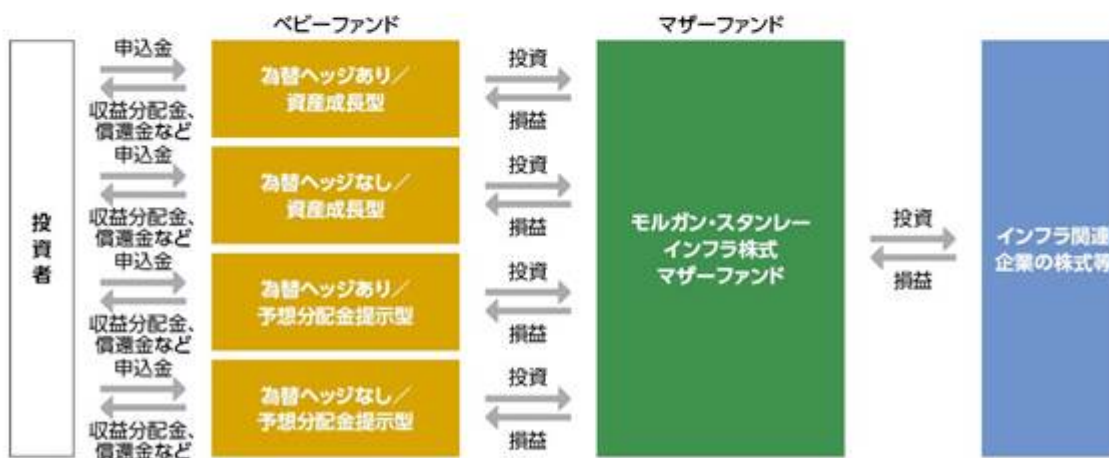 ベビーファンド
マザーファンド
投資者
申込金
収益分配金、
償還金など
為替ヘッジあり／
資産成長型
投資
損益
申込金
収益分配金、
償還金など
為替ヘッジなし／
資産成長型
投資
損益
申込金
収益分配金、
償還金など
為替ヘッジあり／
予想分配金提示型
投資
損益
申込金
収益分配金、
償還金など
為替ヘッジなし／
予想分配金提示型
投資
損益
モルガン・スタンレー
インフラ株式
マザーファンド
投資
損益
インフラ関連
企業の株式等